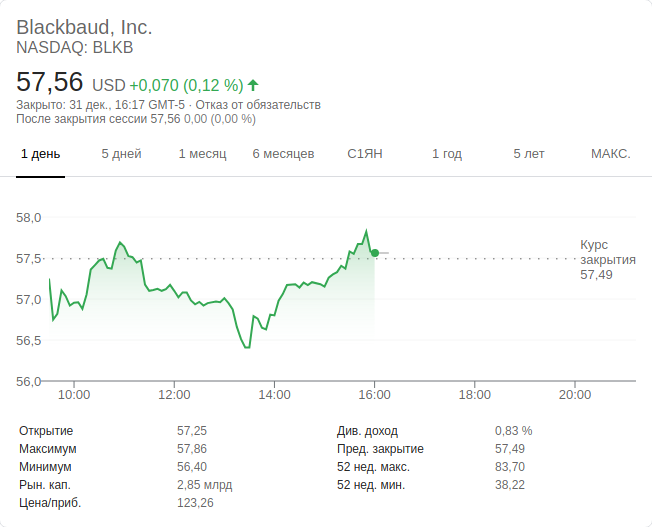 Blackbaud, Inc.
NASDAQ: BLKB
57,56 USD +0,070 (0,12 %)
Закрыто: 31 дек., 16:17 GMT-5 · Отказ от обязательств
После закрытия сессии 57,56 0,00 (0,00 %)
1 день 5 дней 1 месяц 6 месяцев С1ЯН 1 год 5 лет МАКС.
58,0
57,5
57,0
56,5
56,0
Курс
закрытия
57,49
10:00 12:00 14:00 16:00 18:00 20:00
Открытие 57,25 Див. доход 0,83 %
Максимум 57,86 Пред. закрытие 57,49
Минимум 56,40 52 нед. макс. 83,70
Рын. кап. 2,85 млрд 52 нед. мин. 38,22
Цена/приб. 123,26